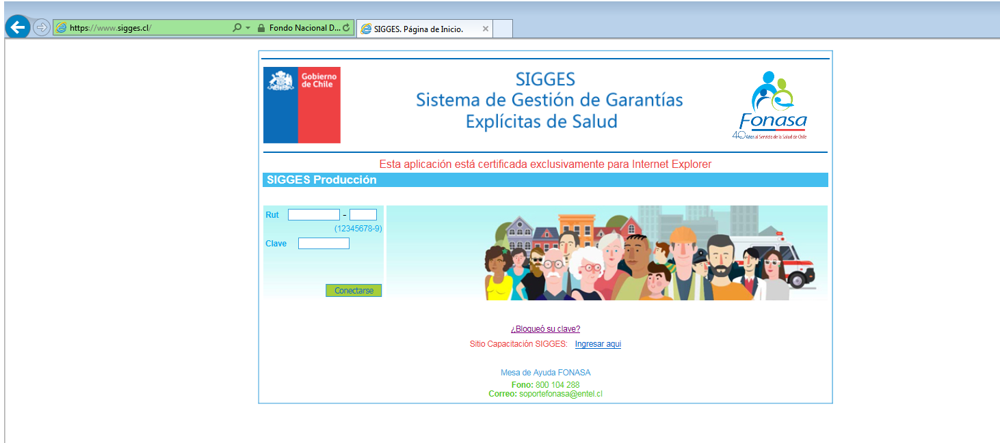 https://www.sigges.cl/
Fondo Nacional D...
SIGGES. Página de Inicio.
Gobierno
de Chile
SIGGES
Sistema de Gestión de Garantías
Explícitas de Salud
Fonasa
40 Años al Servicio de la Salud de Chile
Esta aplicación está certificada exclusivamente para Internet Explorer
SIGGES Producción
Rut -
(12345678-9)
Clave
Conectarse
¿Bloqueó su clave?
Sitio Capacitación SIGGES: Ingresar aqui
Mesa de Ayuda FONASA
Fono: 800 104 288
Correo: soportefonasa@entel.cl